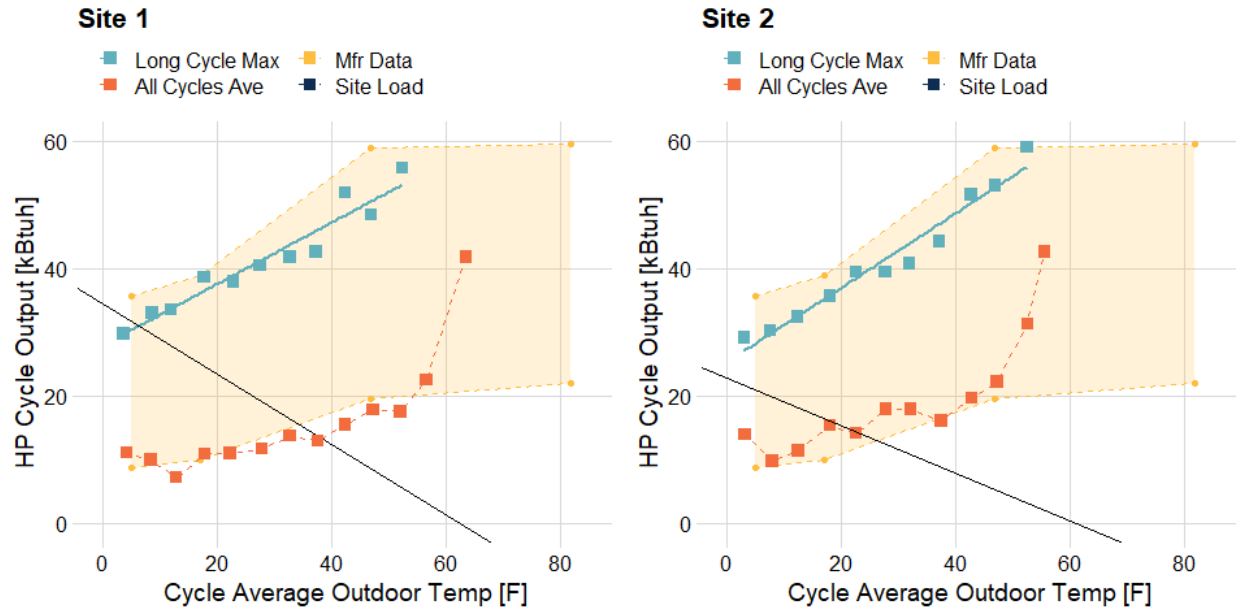 Site 1
Long Cycle Max
Mfr Data
All Cycles Ave
Site Load
HP Cycle Output [kBtuh]
60
40
20
0
0 20 40 60 80
Cycle Average Outdoor Temp [F]
Site 2
Long Cycle Max
Mfr Data
All Cycles Ave
Site Load
HP Cycle Output [kBtuh]
60
40
20
0
0 20 40 60 80
Cycle Average Outdoor Temp [F]